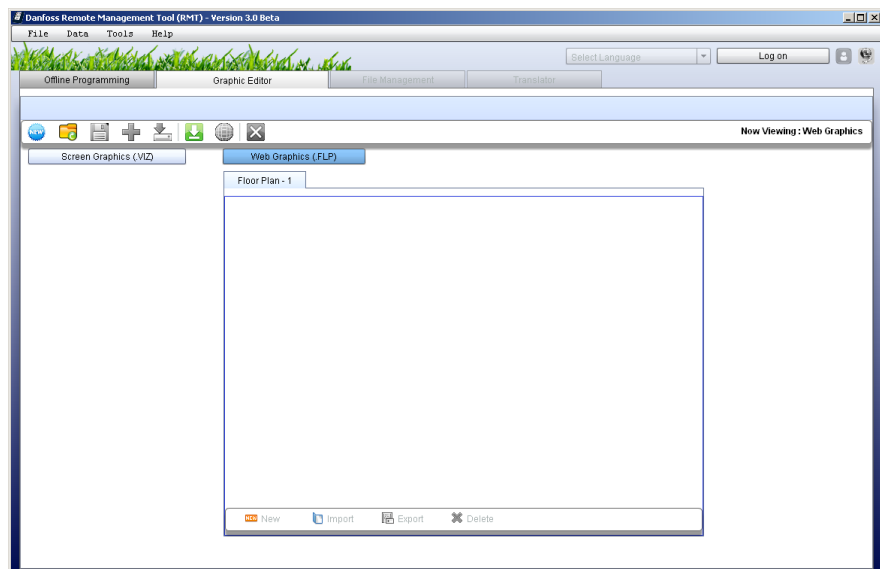 Danfoss Remote Management Tool (RMT) - Version 3.0 Beta
File Data Tools Help
Select Language Log on
Offline Programming Graphic Editor File Management Translator
NEW Now Viewing : Web Graphics
Screen Graphics (.VIZ) Web Graphics (.FLP)
Floor Plan - 1
NEW New Import Export Delete